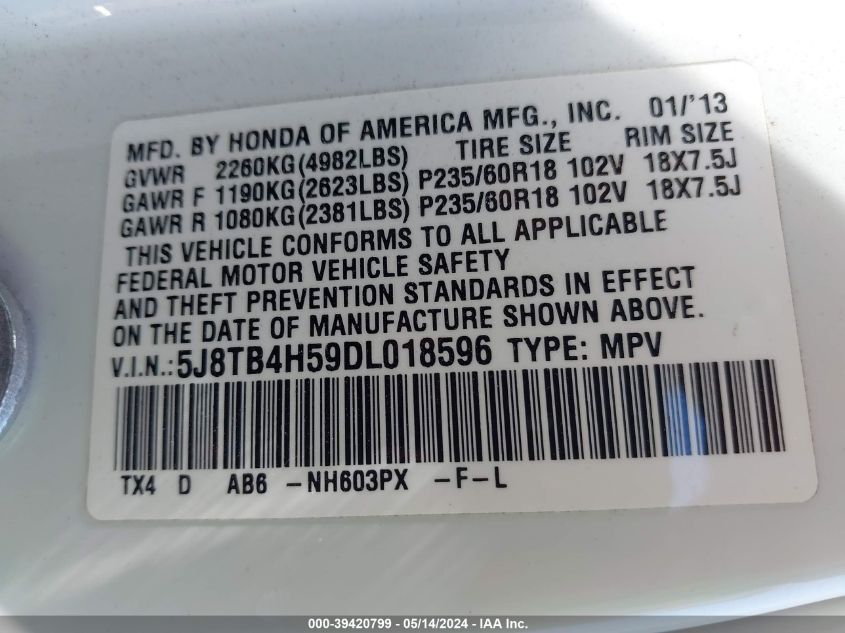 MFD. BY HONDA OF AMERICA MFG., INC. 01/'13
GVWR 2260KG(4982LBS) TIRE SIZE RIM SIZE
GAWR F 1190KG(2623LBS) P235/60R18 102V 18X7.5J
GAWR R 1080KG(2381LBS) P235/60R18 102V 18X7.5J
THIS VEHICLE CONFORMS TO ALL APPLICABLE
FEDERAL MOTOR VEHICLE SAFETY
AND THEFT PREVENTION STANDARDS IN EFFECT
ON THE DATE OF MANUFACTURE SHOWN ABOVE.
V.I.N.:5J8TB4H59DL018596 TYPE: MPV
TX4 D AB6 -NH603PX -F-L
000-39420799 - 05/14/2024 - IAA Inc.